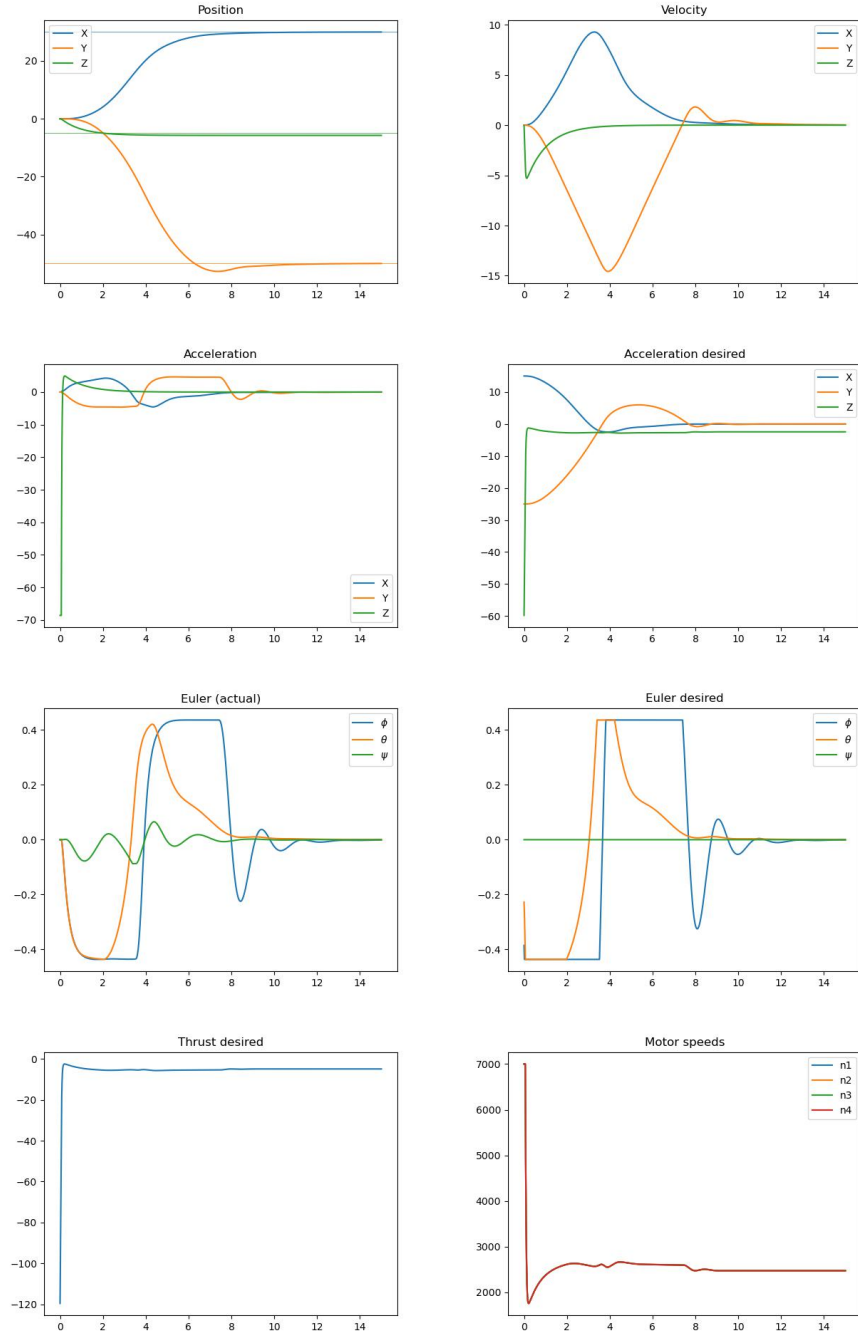 Position
X
Y
Z
20
0
−20
−40
0 2 4 6 8 10 12 14
Velocity
X
Y
Z
10
5
0
−5
−10
−15
0 2 4 6 8 10 12 14
Acceleration
0
−10
−20
−30
−40
−50
−60
−70
X
Y
Z
0 2 4 6 8 10 12 14
Acceleration desired
X
Y
Z
10
0
−10
−20
−30
−40
−50
−60
0 2 4 6 8 10 12 14
Euler (actual)
ϕ
θ
ψ
0.4
0.2
0.0
−0.2
−0.4
0 2 4 6 8 10 12 14
Euler desired
ϕ
θ
ψ
0.4
0.2
0.0
−0.2
−0.4
0 2 4 6 8 10 12 14
Thrust desired
0
−20
−40
−60
−80
−100
−120
0 2 4 6 8 10 12 14
Motor speeds
n1
n2
n3
n4
7000
6000
5000
4000
3000
2000
0 2 4 6 8 10 12 14